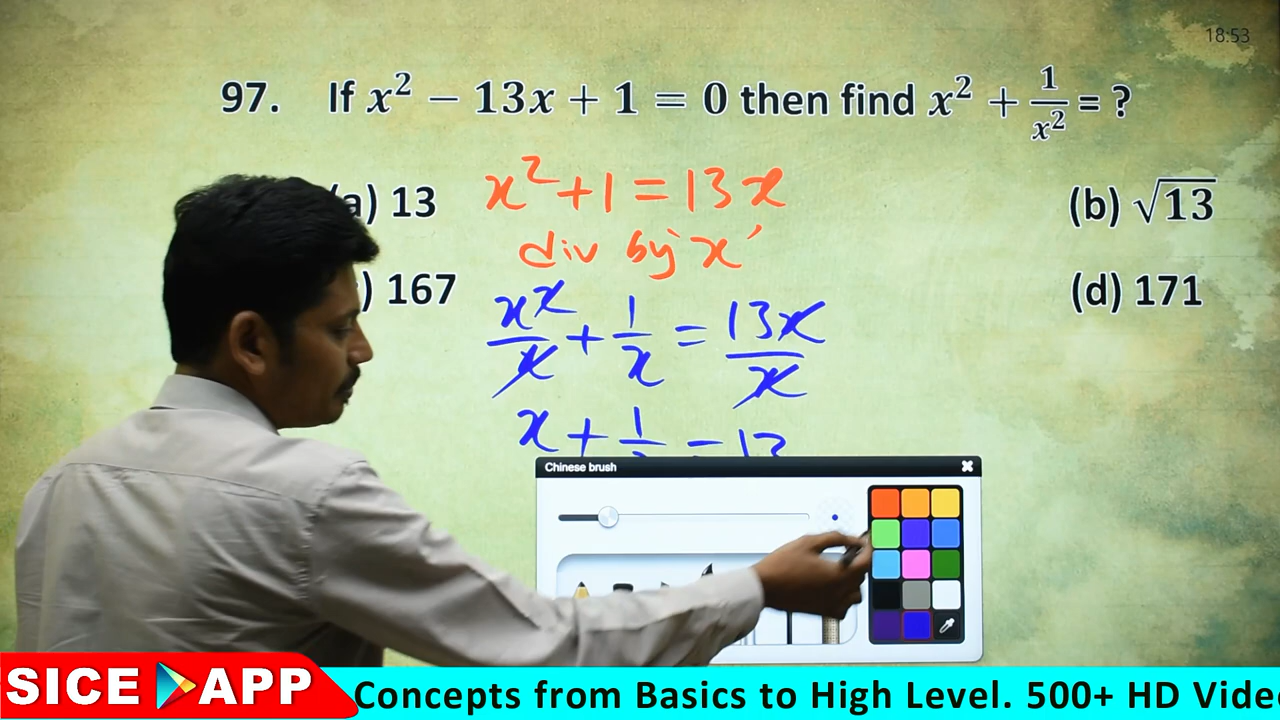 18:53
97. If x² − 13x + 1 = 0 then find x² + 1/x² = ?
a) 13
(b) √13
) 167
(d) 171
x² + 1 = 13x
div by 'x'
x²/x + 1/x = 13x/x
x + 1/x = 13
Chinese brush
SICE APP
Concepts from Basics to High Level. 500+ HD Vide